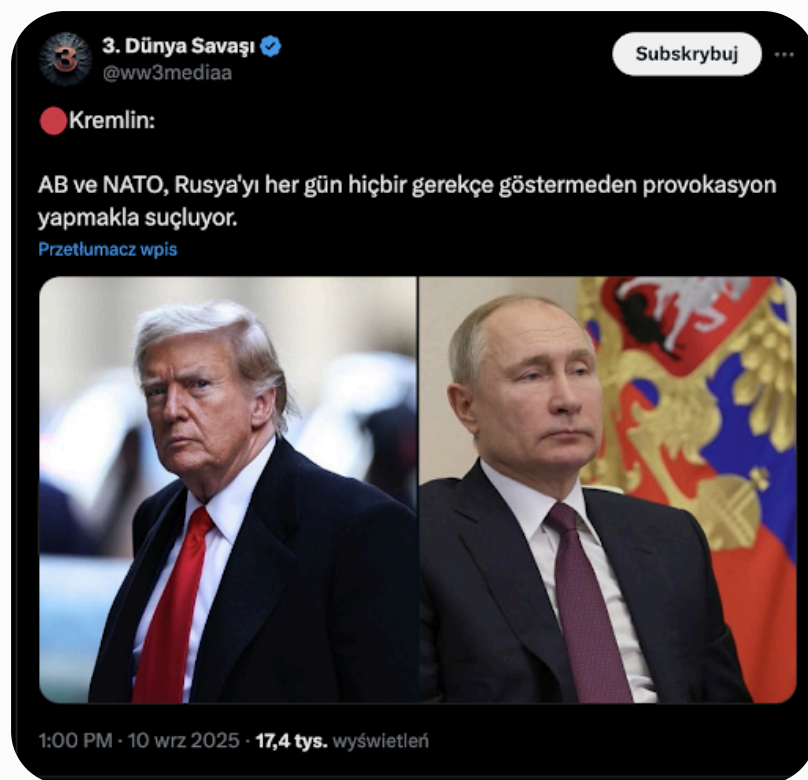 3. Dünya Savaşı
@ww3mediaa
Subskrybuj
Kremlin:
AB ve NATO, Rusya'yı her gün hiçbir gerekçe göstermeden provokasyon
yapmakla suçluyor.
Przetłumacz wpis
1:00 PM · 10 wrz 2025 · 17,4 tys. wyświetleń